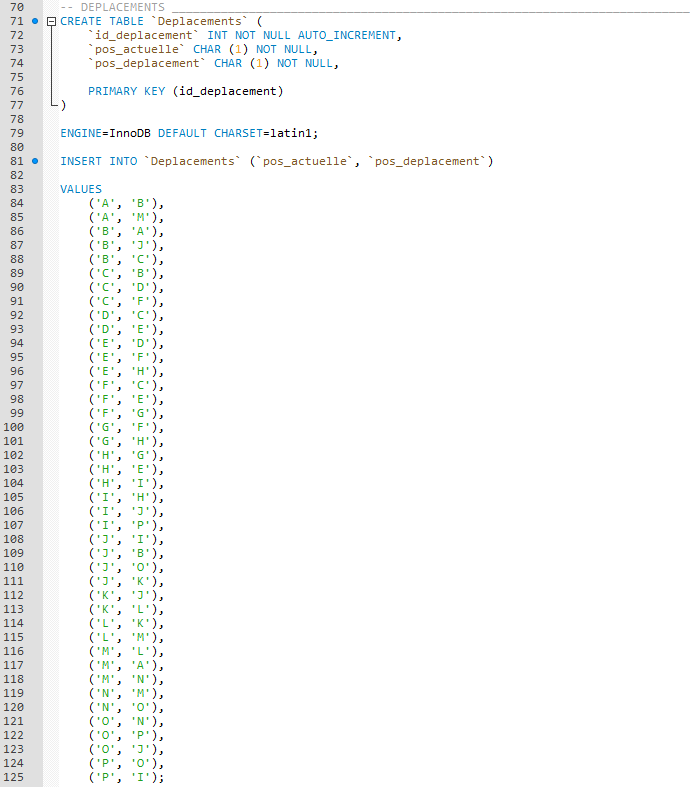 70 -- DEPLACEMENTS ________________________________________________________________________
71 CREATE TABLE `Deplacements` (
72 `id_deplacement` INT NOT NULL AUTO_INCREMENT,
73 `pos_actuelle` CHAR (1) NOT NULL,
74 `pos_deplacement` CHAR (1) NOT NULL,
75
76 PRIMARY KEY (id_deplacement)
77 )
78
79 ENGINE=InnoDB DEFAULT CHARSET=latin1;
80
81 INSERT INTO `Deplacements` (`pos_actuelle`, `pos_deplacement`)
82
83 VALUES
84 ('A', 'B'),
85 ('A', 'M'),
86 ('B', 'A'),
87 ('B', 'J'),
88 ('B', 'C'),
89 ('C', 'B'),
90 ('C', 'D'),
91 ('C', 'F'),
92 ('D', 'C'),
93 ('D', 'E'),
94 ('E', 'D'),
95 ('E', 'F'),
96 ('E', 'H'),
97 ('F', 'C'),
98 ('F', 'E'),
99 ('F', 'G'),
100 ('G', 'F'),
101 ('G', 'H'),
102 ('H', 'G'),
103 ('H', 'E'),
104 ('H', 'I'),
105 ('I', 'H'),
106 ('I', 'J'),
107 ('I', 'P'),
108 ('J', 'I'),
109 ('J', 'B'),
110 ('J', 'O'),
111 ('J', 'K'),
112 ('K', 'J'),
113 ('K', 'L'),
114 ('L', 'K'),
115 ('L', 'M'),
116 ('M', 'L'),
117 ('M', 'A'),
118 ('M', 'N'),
119 ('N', 'M'),
120 ('N', 'O'),
121 ('O', 'N'),
122 ('O', 'P'),
123 ('O', 'J'),
124 ('P', 'O'),
125 ('P', 'I');